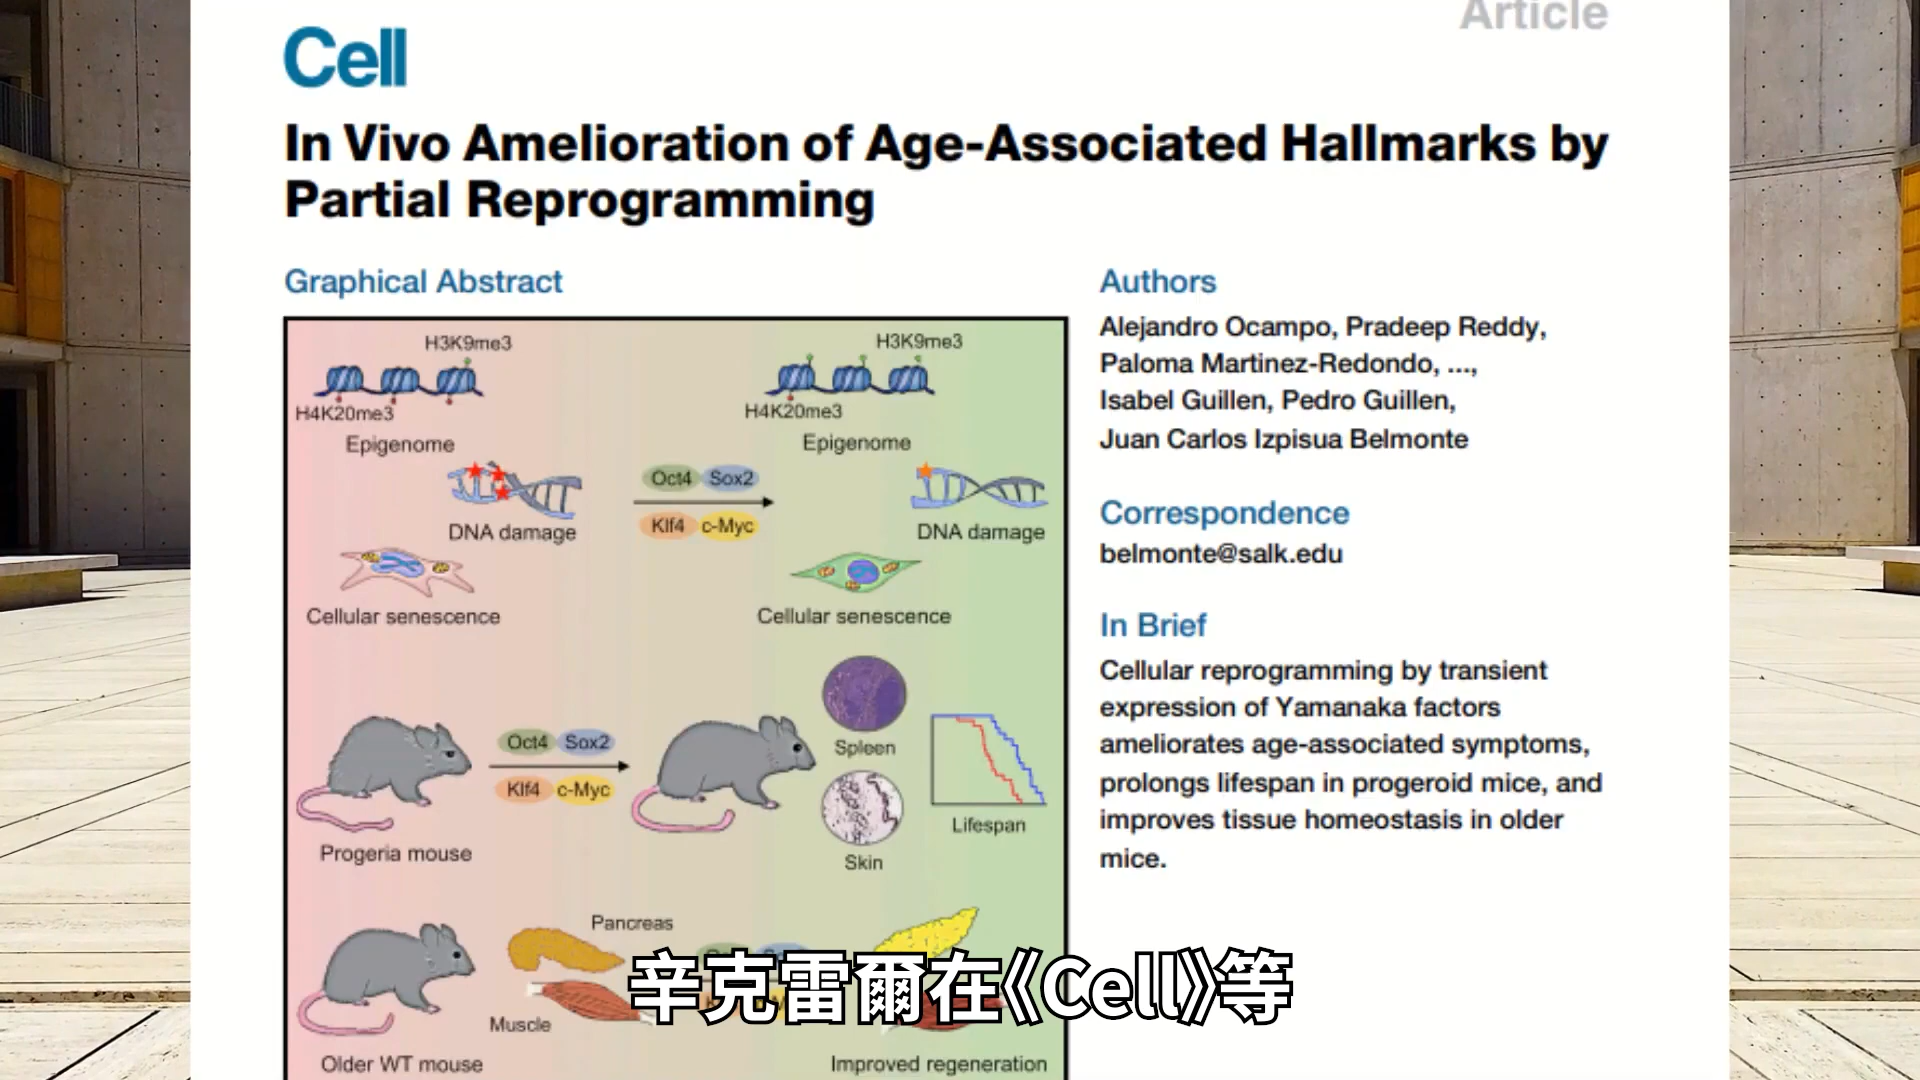 Article
Cell
In Vivo Amelioration of Age-Associated Hallmarks by
Partial Reprogramming
Graphical Abstract
H3K9me3
H4K20me3
Epigenome
DNA damage
Cellular senescence
Oct4 Sox2
Klf4 c-Myc
H3K9me3
H4K20me3
Epigenome
DNA damage
Cellular senescence
Progeria mouse
Oct4 Sox2
Klf4 c-Myc
Spleen
Skin
Lifespan
Older WT mouse
Pancreas
Muscle
Improved regeneration
Authors
Alejandro Ocampo, Pradeep Reddy,
Paloma Martinez-Redondo, ...,
Isabel Guillen, Pedro Guillen,
Juan Carlos Izpisua Belmonte
Correspondence
belmonte@salk.edu
In Brief
Cellular reprogramming by transient
expression of Yamanaka factors
ameliorates age-associated symptoms,
prolongs lifespan in progeroid mice, and
improves tissue homeostasis in older
mice.
辛克雷爾在《Cell》等